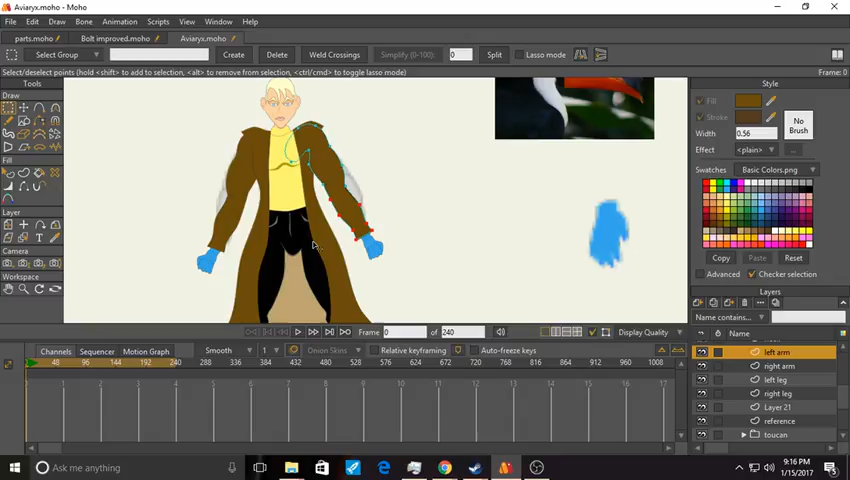 Aviaryx.moho - Moho
File Edit Draw Bone Animation Scripts View Window Help
parts.moho Bolt improved.moho Aviaryx.moho
Select Group Create Delete Weld Crossings Simplify (0-100): 0 Split Lasso mode
Select/deselect points (hold <shift> to add to selection, <alt> to remove from selection, <ctrl/cmd> to toggle lasso mode) Frame: 0
Tools
Draw
Fill
Layer
Camera
Workspace
Style
Fill
Stroke
No Brush
Width 0.56
Effect <plain> ...
Swatches Basic Colors.png
Copy Paste Reset
Advanced Checker selection
Layers
Name contains...
Name
left arm
right arm
left leg
right leg
Layer 21
reference
toucan
Frame 0 of 240 Display Quality
Channels Sequencer Motion Graph Smooth 1 Onion Skins Relative keyframing Auto-freeze keys
48 96 144 192 240 288 336 384 432 480 528 576 624 672 720 768 816 864 912 960 1008
0 1 2 3 4 5 6 7 8 9 10 11 12 13 14 15 16 17
Ask me anything
9:16 PM
1/15/2017